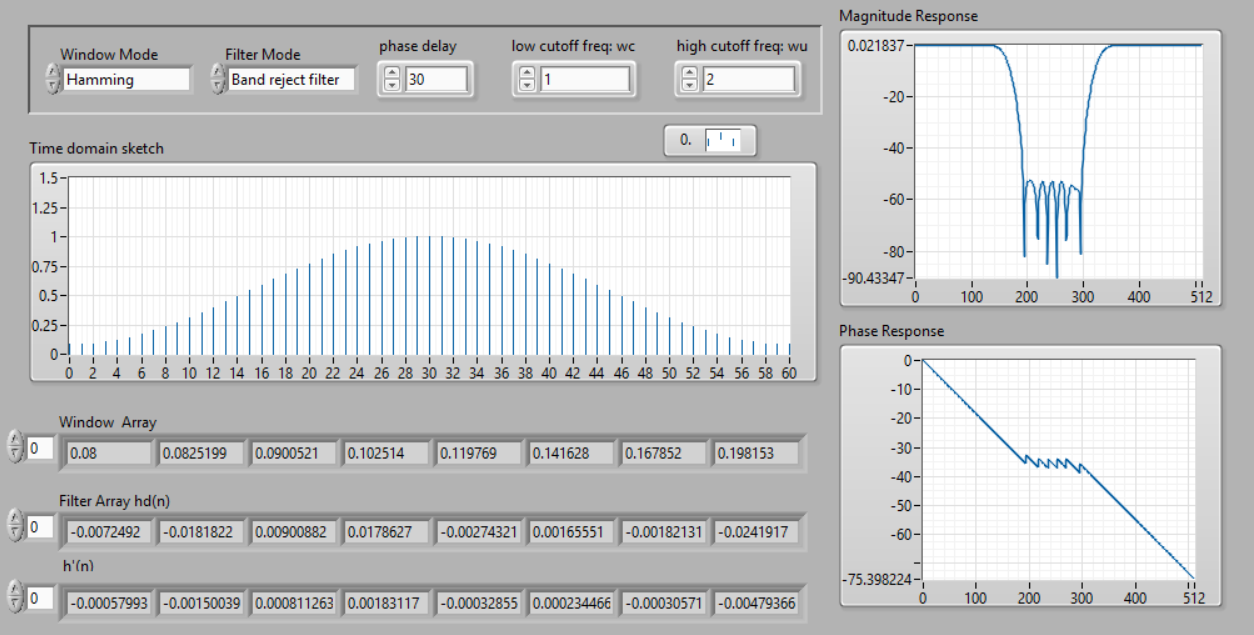 Window Mode
Hamming
Filter Mode
Band reject filter
phase delay
30
low cutoff freq: wc
1
high cutoff freq: wu
2
0.
Time domain sketch
1.5
1.25
1
0.75
0.5
0.25
0
0 2 4 6 8 10 12 14 16 18 20 22 24 26 28 30 32 34 36 38 40 42 44 46 48 50 52 54 56 58 60
Window Array
0 0.08 0.0825199 0.0900521 0.102514 0.119769 0.141628 0.167852 0.198153
Filter Array hd(n)
0 -0.0072492 -0.0181822 0.00900882 0.0178627 -0.00274321 0.00165551 -0.00182131 -0.0241917
h'(n)
0 -0.00057993 -0.00150039 0.000811263 0.00183117 -0.00032855 0.000234466 -0.00030571 -0.00479366
Magnitude Response
0.021837
-20
-40
-60
-80
-90.43347
0 100 200 300 400 512
Phase Response
0
-10
-20
-30
-40
-50
-60
-75.398224
0 100 200 300 400 512